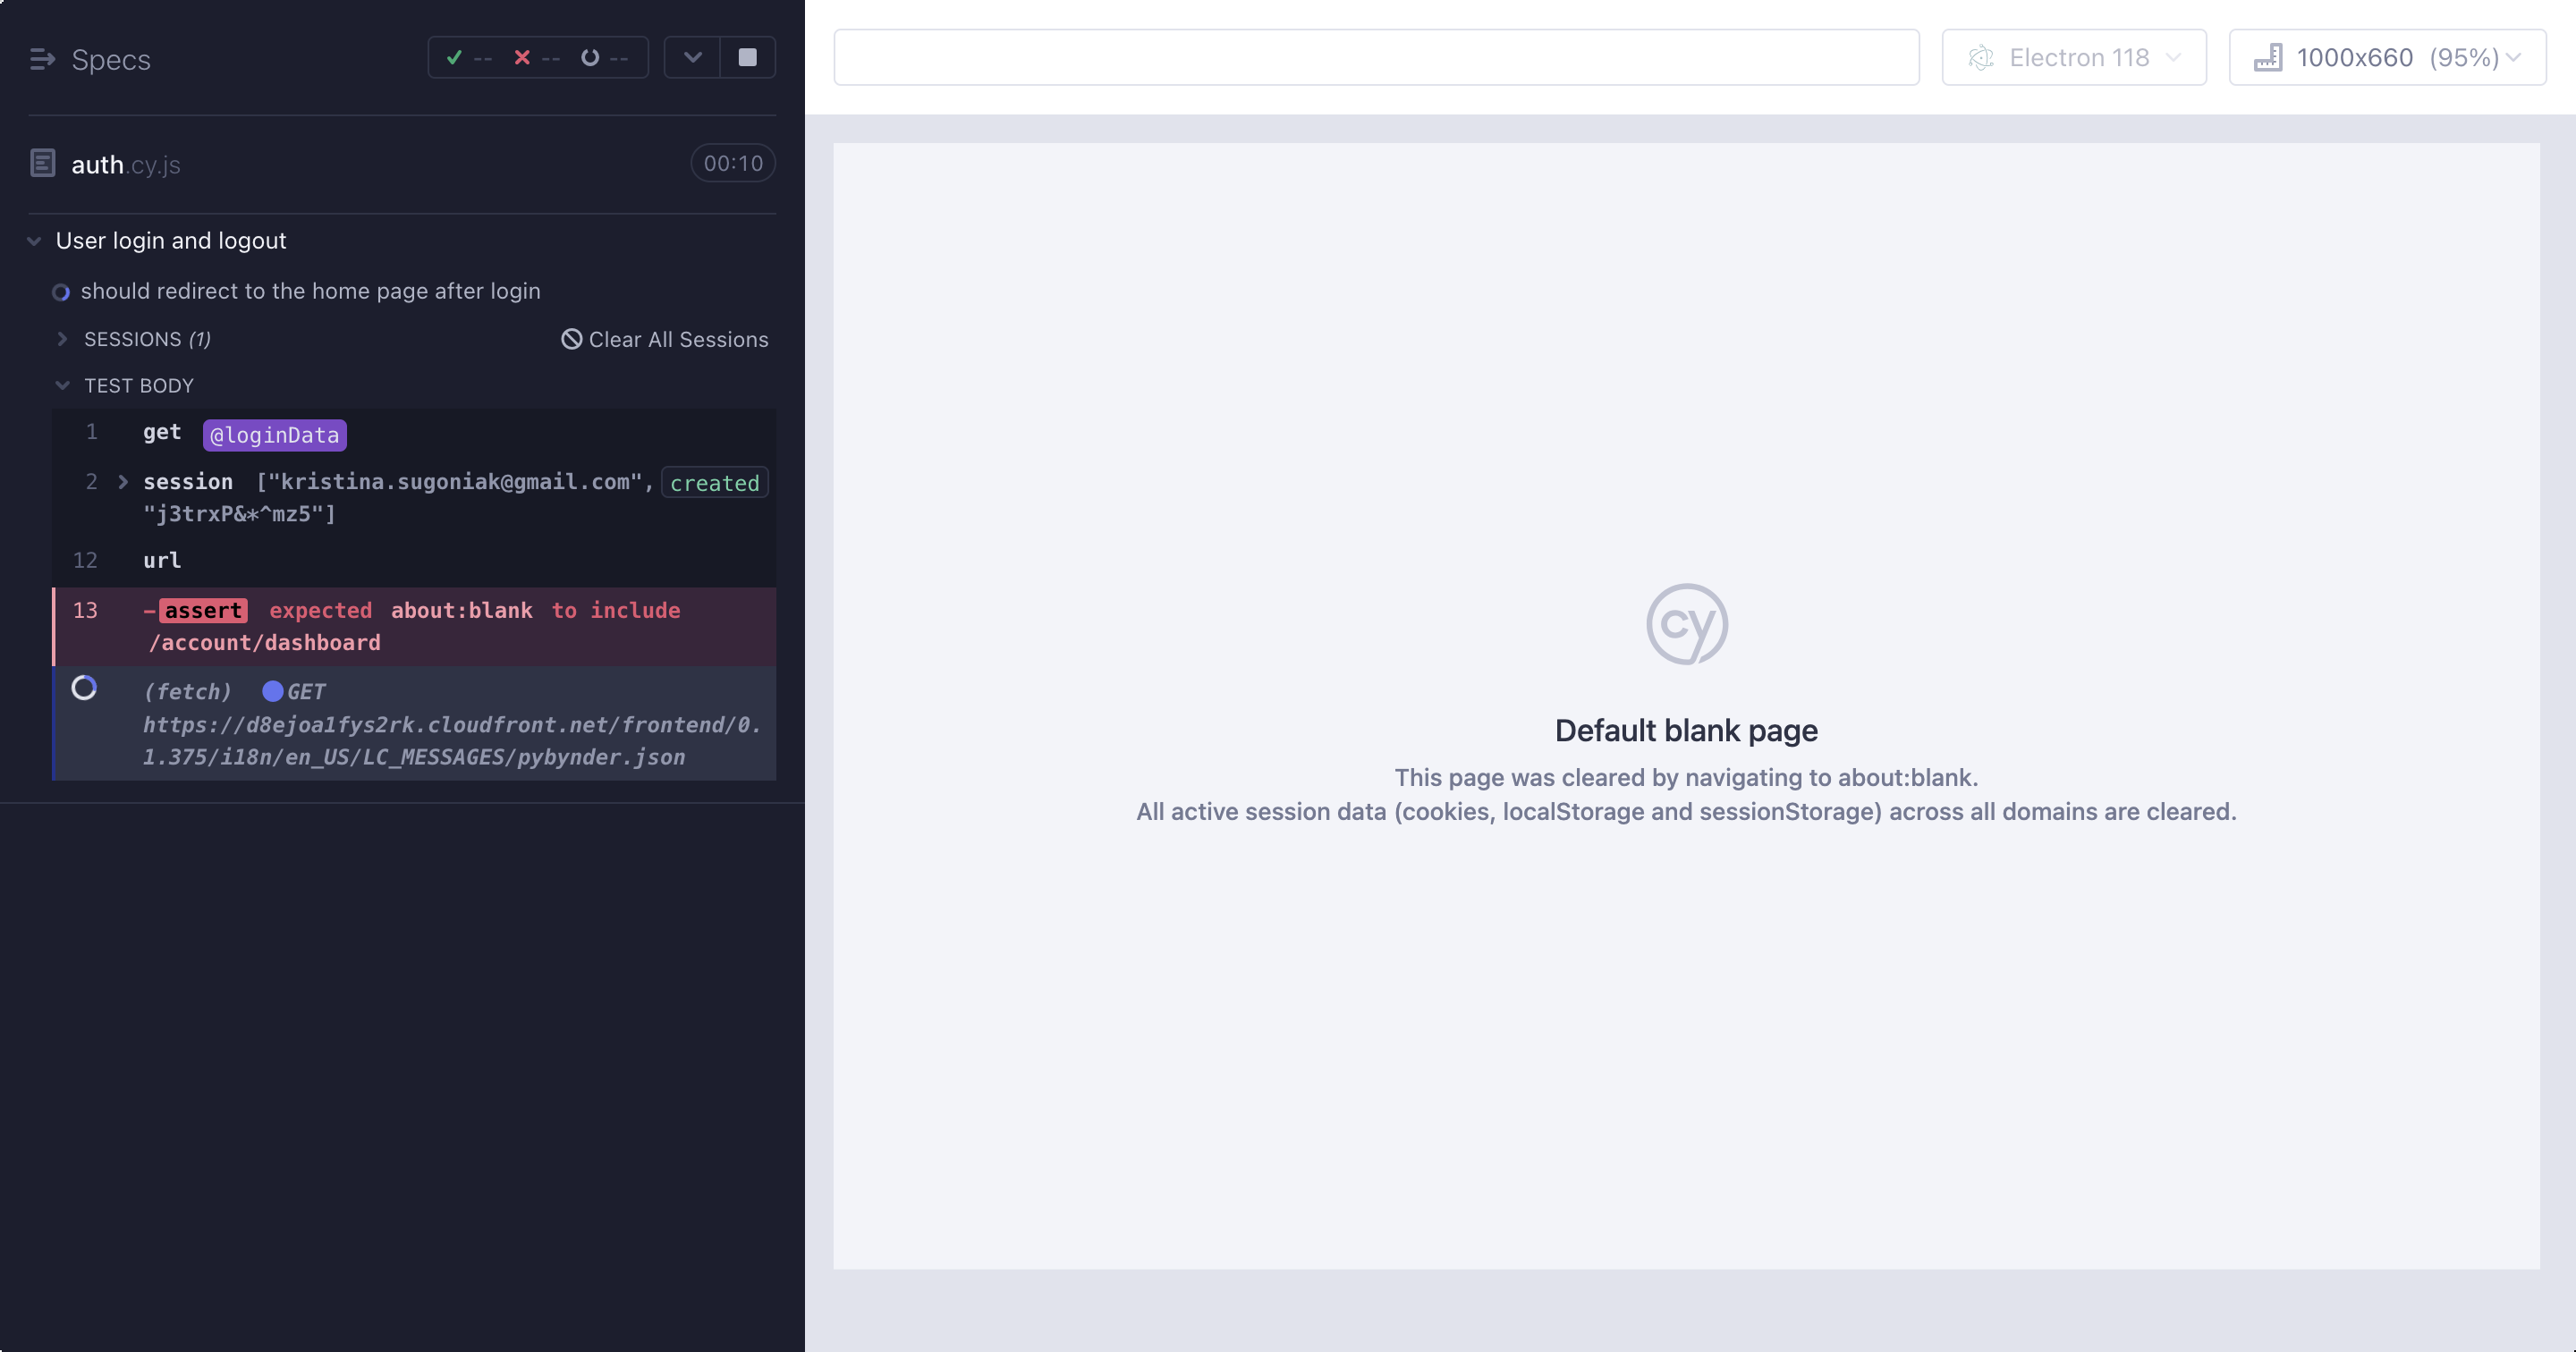 Specs
-- -- --
auth.cy.js 00:10
User login and logout
should redirect to the home page after login
SESSIONS (1) Clear All Sessions
TEST BODY
1 get @loginData
2 session ["kristina.sugoniak@gmail.com", created
"j3trxP&*^mz5"]
12 url
13 -assert expected about:blank to include
/account/dashboard
(fetch) GET
https://d8ejoa1fys2rk.cloudfront.net/frontend/0.
1.375/i18n/en_US/LC_MESSAGES/pybynder.json
Electron 118
1000x660 (95%)
cy
Default blank page
This page was cleared by navigating to about:blank.
All active session data (cookies, localStorage and sessionStorage) across all domains are cleared.